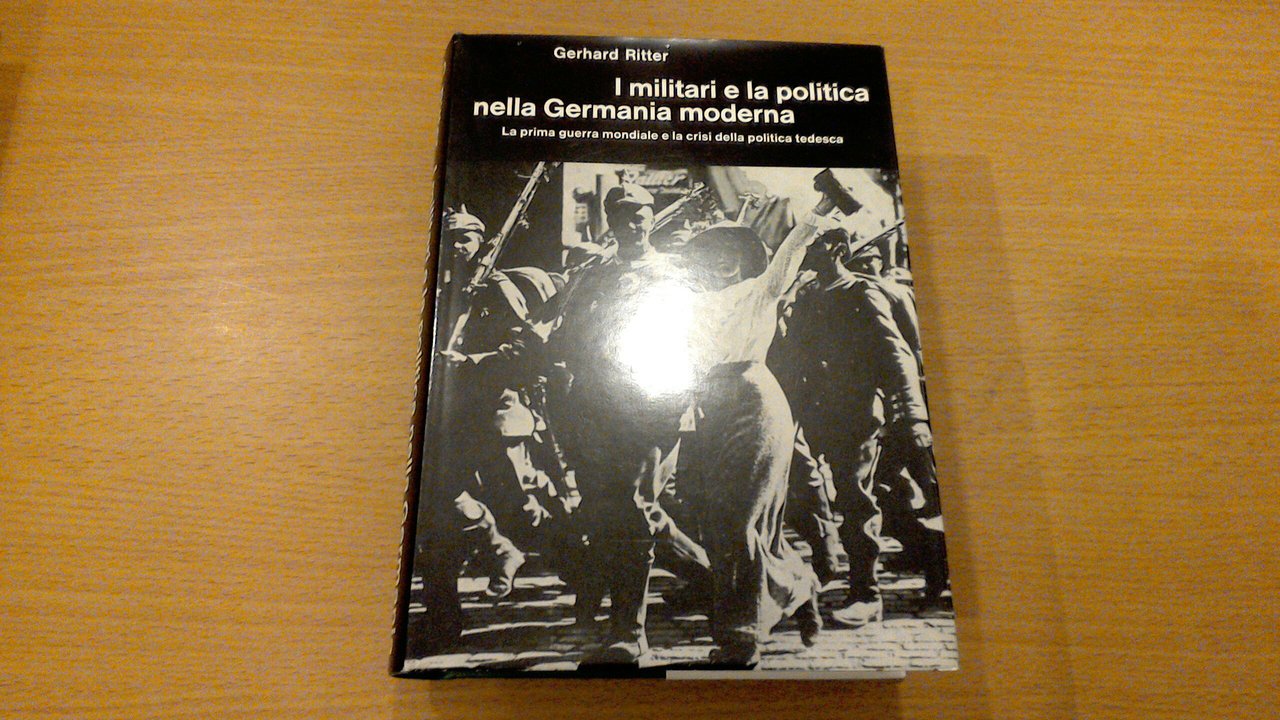 Gerhard Ritter
I militari e la politica
nella Germania moderna
La prima guerra mondiale e la crisi della politica tedesca